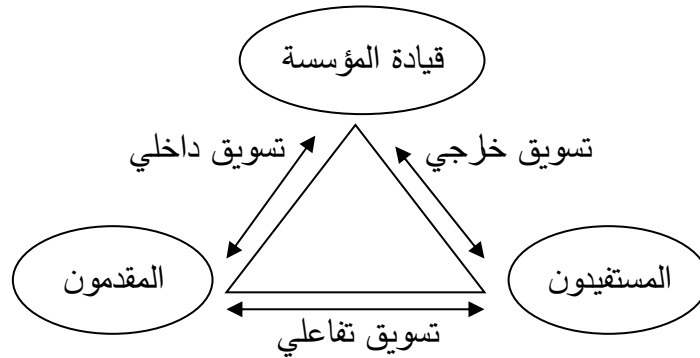 قيادة المؤسسة
تسويق خارجي
تسويق داخلي
المستفيدون
المقدمون
تسويق تفاعلي